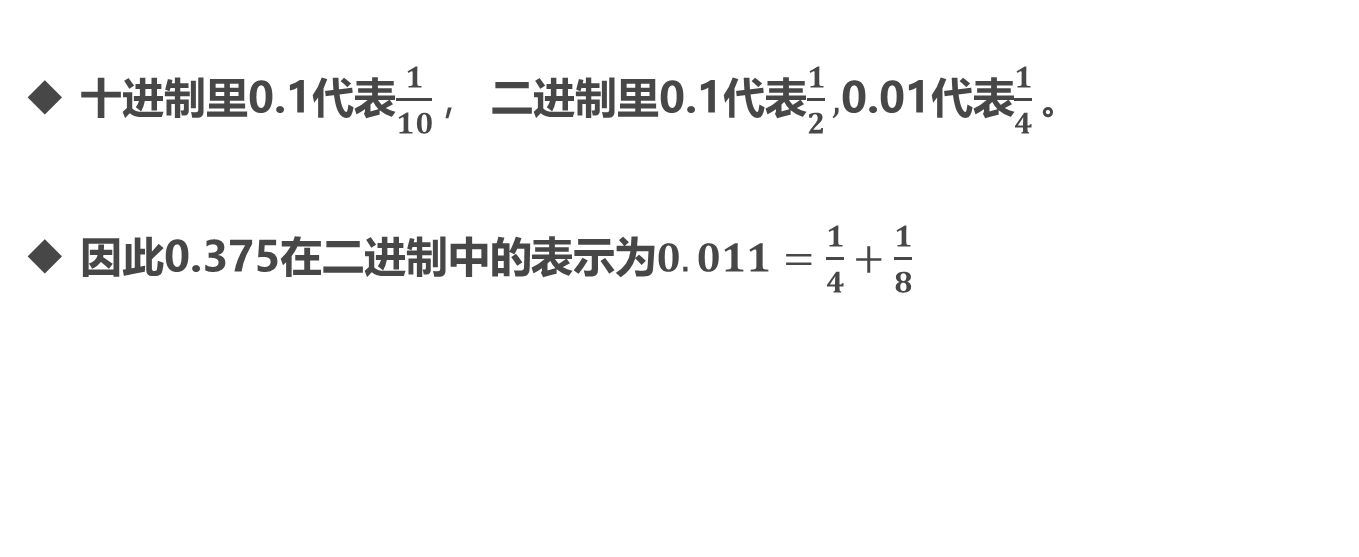 ◆ 十进制里0.1代表1/10， 二进制里0.1代表1/2,0.01代表1/4。
◆ 因此0.375在二进制中的表示为0.011 = 1/4 + 1/8